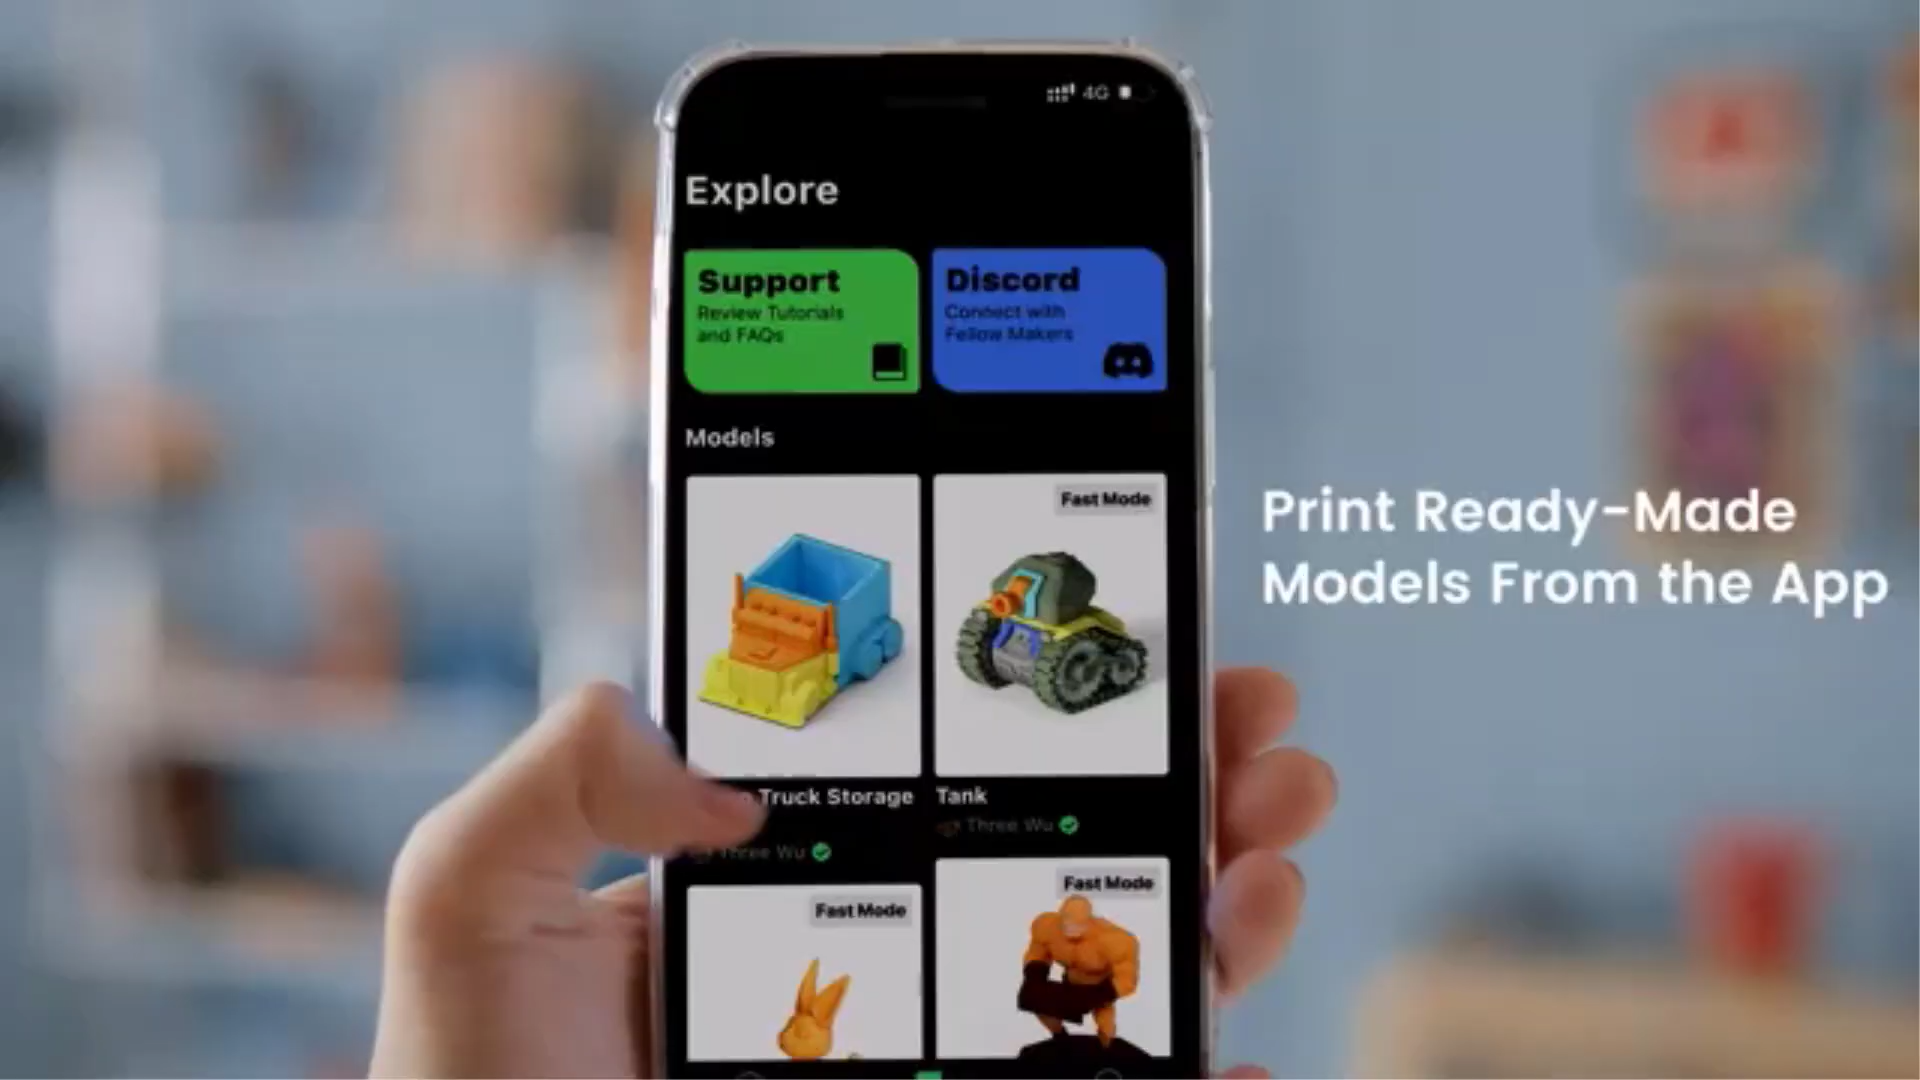 4G
Explore
Support
Review Tutorials
and FAQs
Discord
Connect with
Fellow Makers
Models
Fast Mode
Truck Storage
Three Wu
Tank
Three Wu
Fast Mode
Fast Mode
Print Ready-Made
Models From the App